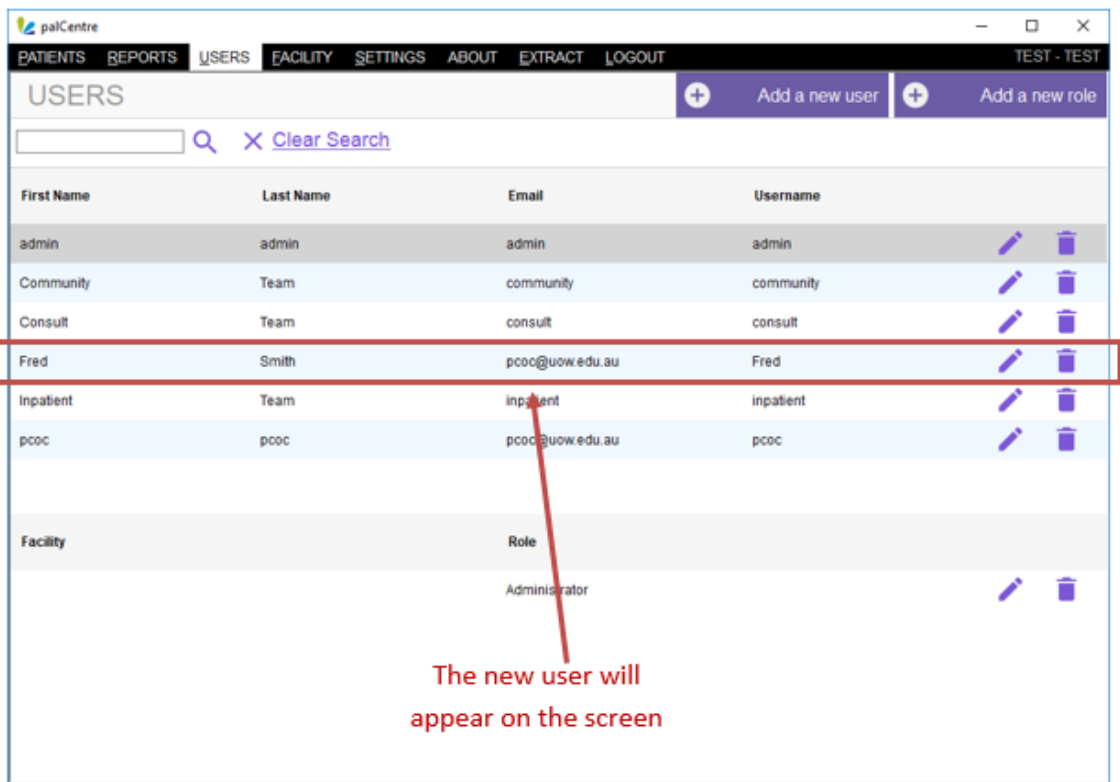 palCentre
PATIENTS REPORTS USERS FACILITY SETTINGS ABOUT EXTRACT LOGOUT TEST - TEST
USERS Add a new user Add a new role
Clear Search
First Name Last Name Email Username
admin admin admin admin
Community Team community community
Consult Team consult consult
Fred Smith pcoc@uow.edu.au Fred
Inpatient Team inpatient inpatient
pcoc pcoc pcoc@uow.edu.au pcoc
Facility Role
Administrator
The new user will
appear on the screen